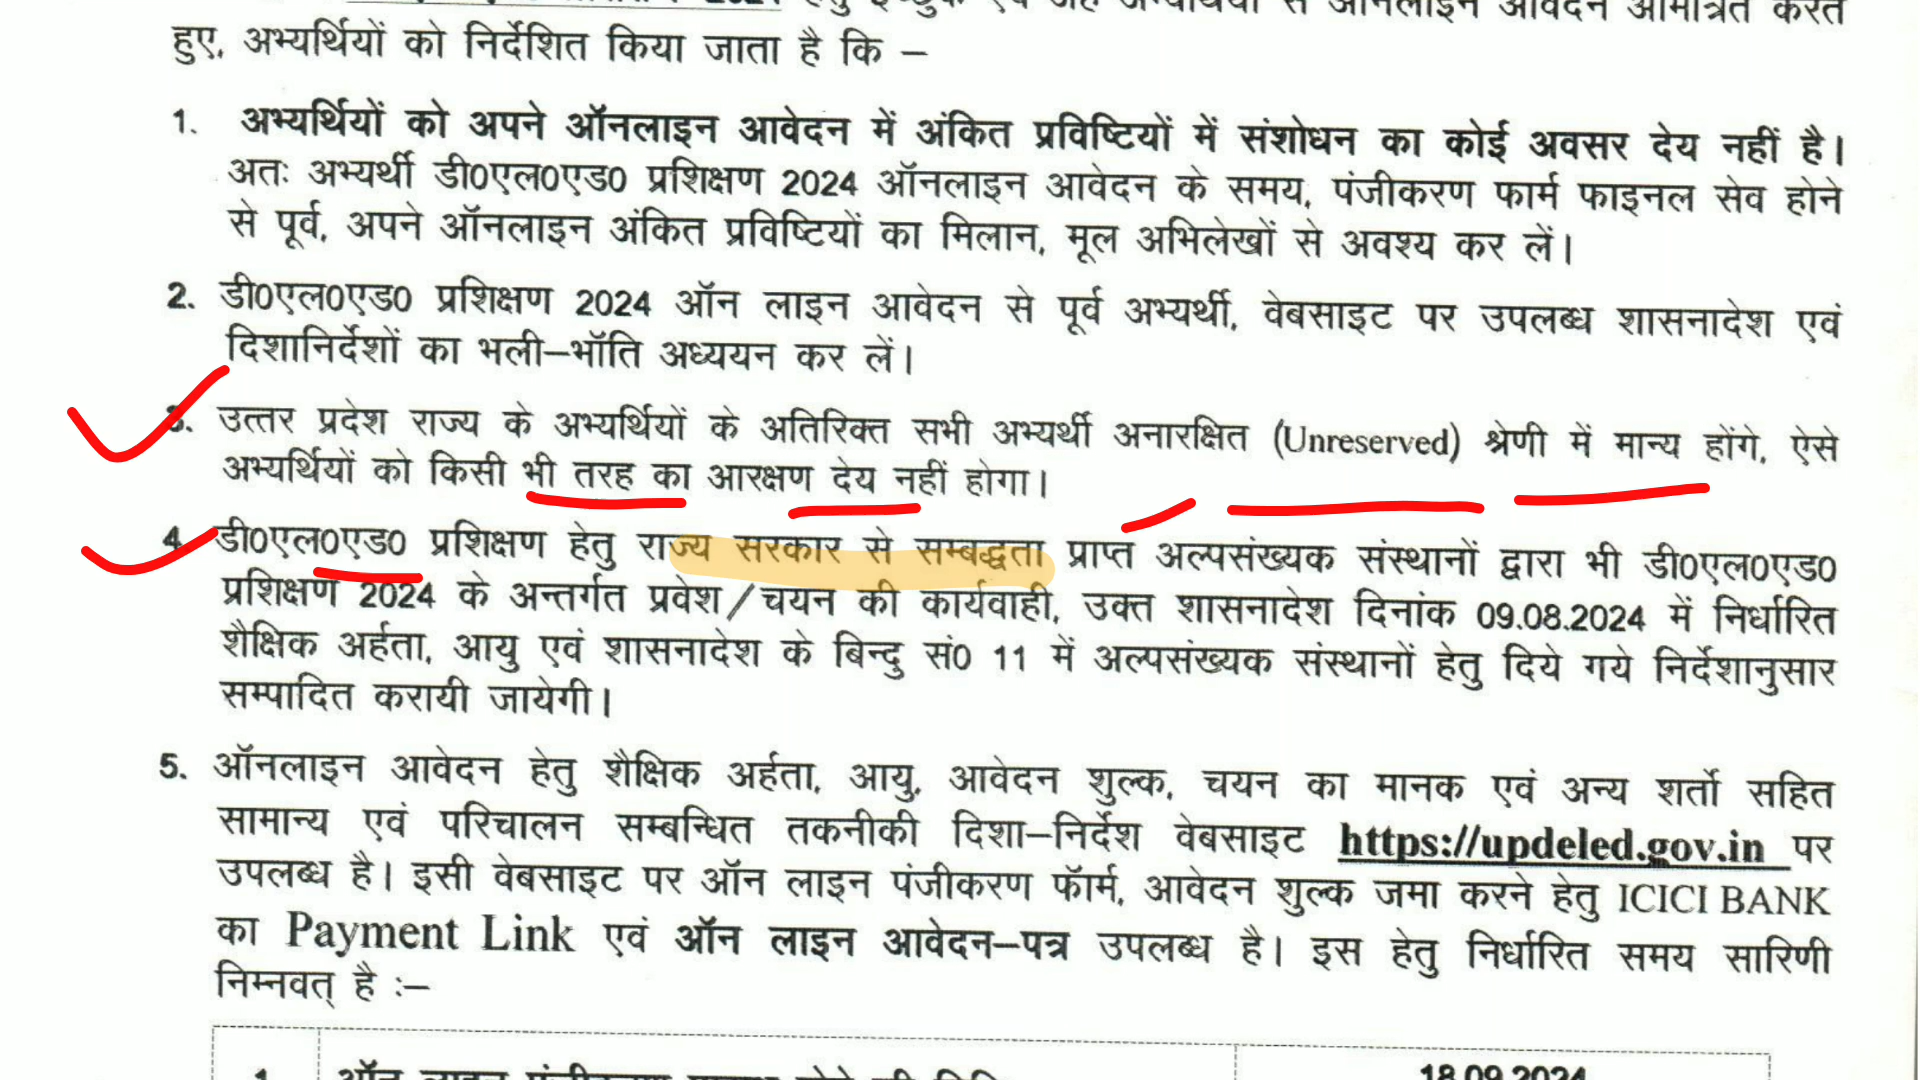 हुए, अभ्यर्थियों को निर्देशित किया जाता है कि –
1. अभ्यर्थियों को अपने ऑनलाइन आवेदन में अंकित प्रविष्टियों में संशोधन का कोई अवसर देय नहीं है।
अतः अभ्यर्थी डी0एल0एड0 प्रशिक्षण 2024 ऑनलाइन आवेदन के समय, पंजीकरण फार्म फाइनल सेव होने
से पूर्व, अपने ऑनलाइन अंकित प्रविष्टियों का मिलान, मूल अभिलेखों से अवश्य कर लें।
2. डी0एल0एड0 प्रशिक्षण 2024 ऑन लाइन आवेदन से पूर्व अभ्यर्थी, वेबसाइट पर उपलब्ध शासनादेश एवं
दिशानिर्देशों का भली–भॉति अध्ययन कर लें।
3. उत्तर प्रदेश राज्य के अभ्यर्थियों के अतिरिक्त सभी अभ्यर्थी अनारक्षित (Unreserved) श्रेणी में मान्य होंगे, ऐसे
अभ्यर्थियों को किसी भी तरह का आरक्षण देय नहीं होगा।
4. डी0एल0एड0 प्रशिक्षण हेतु राज्य सरकार से सम्बद्धता प्राप्त अल्पसंख्यक संस्थानों द्वारा भी डी0एल0एड0
प्रशिक्षण 2024 के अन्तर्गत प्रवेश/चयन की कार्यवाही, उक्त शासनादेश दिनांक 09.08.2024 में निर्धारित
शैक्षिक अर्हता, आयु एवं शासनादेश के बिन्दु सं0 11 में अल्पसंख्यक संस्थानों हेतु दिये गये निर्देशानुसार
सम्पादित करायी जायेगी।
5. ऑनलाइन आवेदन हेतु शैक्षिक अर्हता, आयु, आवेदन शुल्क, चयन का मानक एवं अन्य शर्तो सहित
सामान्य एवं परिचालन सम्बन्धित तकनीकी दिशा–निर्देश वेबसाइट https://updeled.gov.in पर
उपलब्ध है। इसी वेबसाइट पर ऑन लाइन पंजीकरण फॅार्म, आवेदन शुल्क जमा करने हेतु ICICI BANK
का Payment Link एवं ऑन लाइन आवेदन–पत्र उपलब्ध है। इस हेतु निर्धारित समय सारिणी
निम्नवत् है :–
18.09.2024